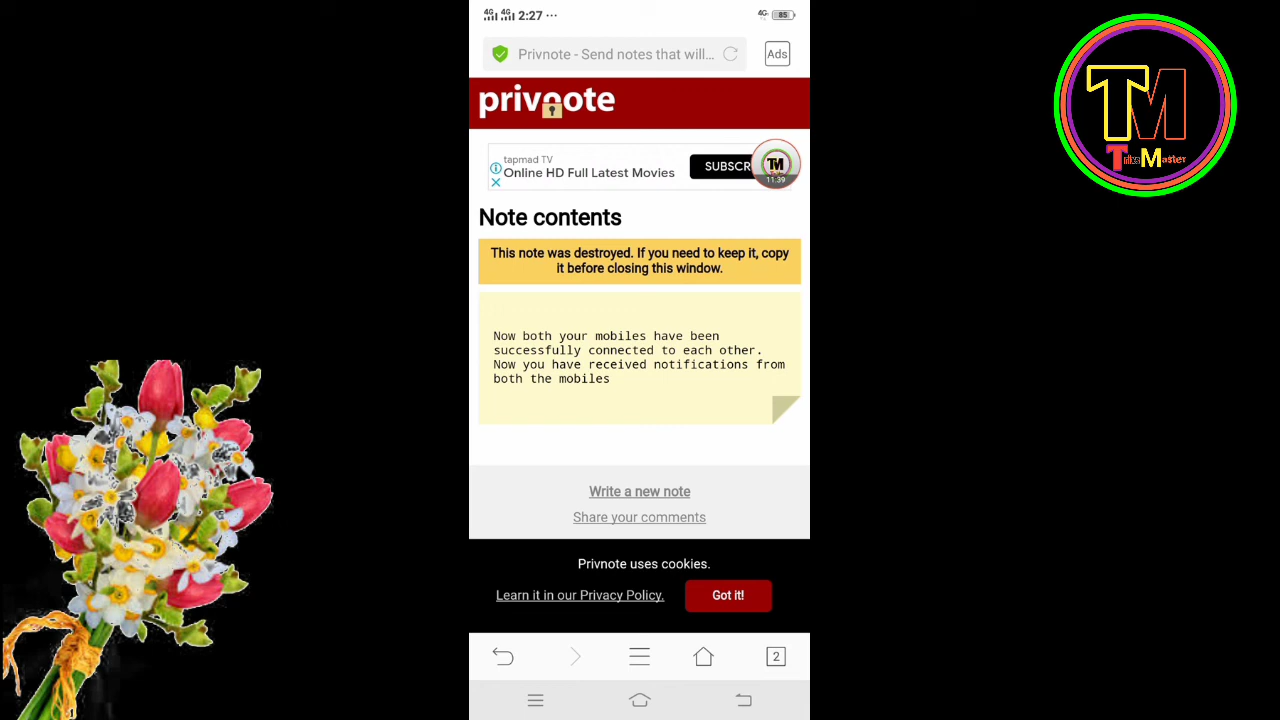 4G 4G 2:27 ...
4G 85
Privnote - Send notes that will...
Ads
privnote
tapmad TV
Online HD Full Latest Movies
SUBSCR
TM
11:39
Note contents
This note was destroyed. If you need to keep it, copy
it before closing this window.
Now both your mobiles have been
successfully connected to each other.
Now you have received notifications from
both the mobiles
Write a new note
Share your comments
Privnote uses cookies.
Learn it in our Privacy Policy.
Got it!
2
TM
Master